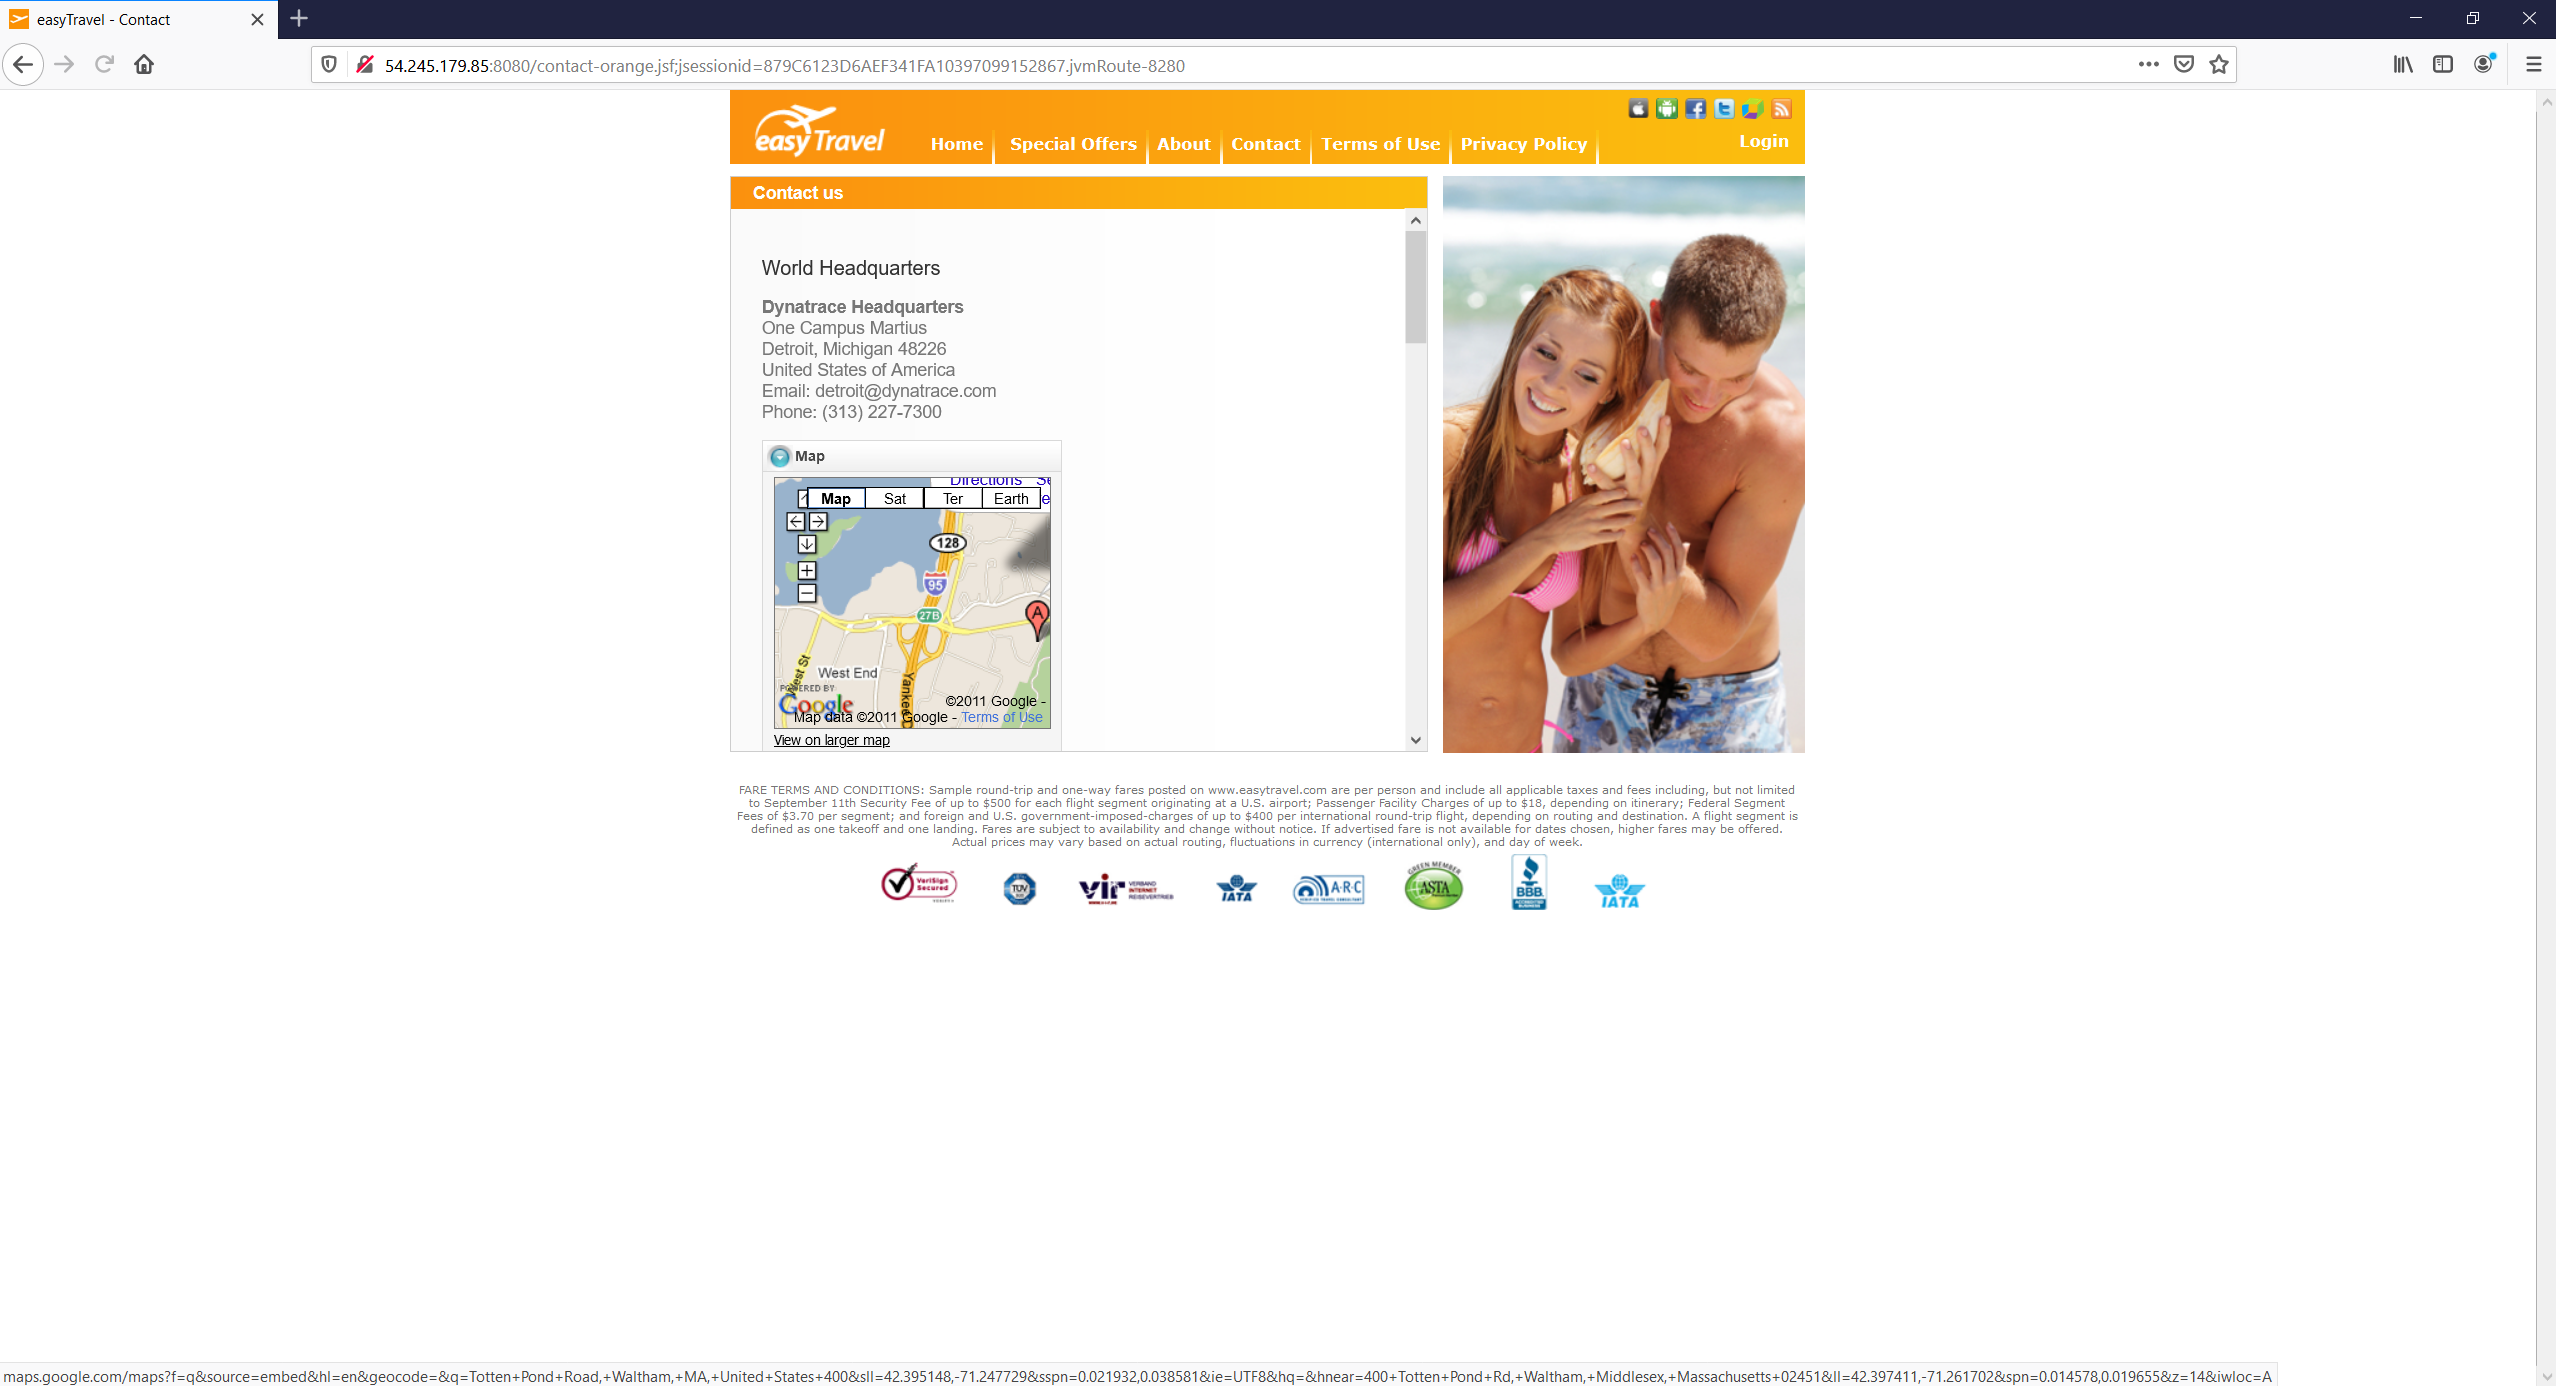 easyTravel - Contact
54.245.179.85:8080/contact-orange.jsf;jsessionid=879C6123D6AEF341FA10397099152867.jvmRoute-8280
easyTravel
Home
Special Offers
About
Contact
Terms of Use
Privacy Policy
Login
Contact us
World Headquarters
Dynatrace Headquarters
One Campus Martius
Detroit, Michigan 48226
United States of America
Email: detroit@dynatrace.com
Phone: (313) 227-7300
Map
Directions
Map
Sat
Ter
Earth
128
95
27B
A
West St
West End
POWERED BY
Google
©2011 Google -
Map data ©2011 Google - Terms of Use
View on larger map
FARE TERMS AND CONDITIONS: Sample round-trip and one-way fares posted on www.easytravel.com are per person and include all applicable taxes and fees including, but not limited
to September 11th Security Fee of up to $500 for each flight segment originating at a U.S. airport; Passenger Facility Charges of up to $18, depending on itinerary; Federal Segment
Fees of $3.70 per segment; and foreign and U.S. government-imposed-charges of up to $400 per international round-trip flight, depending on routing and destination. A flight segment is
defined as one takeoff and one landing. Fares are subject to availability and change without notice. If advertised fare is not available for dates chosen, higher fares may be offered.
Actual prices may vary based on actual routing, fluctuations in currency (international only), and day of week.
VeriSign
Secured
TÜV
vir
VERBAND
INTERNET
REISEVERTRIEB
IATA
A·R·C
GREEN MEMBER
ASTA
BBB
ACCREDITED
BUSINESS
IATA
maps.google.com/maps?f=q&source=embed&hl=en&geocode=&q=Totten+Pond+Road,+Waltham,+MA,+United+States+400&sll=42.395148,-71.247729&sspn=0.021932,0.038581&ie=UTF8&hq=&hnear=400+Totten+Pond+Rd,+Waltham,+Middlesex,+Massachusetts+02451&ll=42.397411,-71.261702&spn=0.014578,0.019655&z=14&iwloc=A